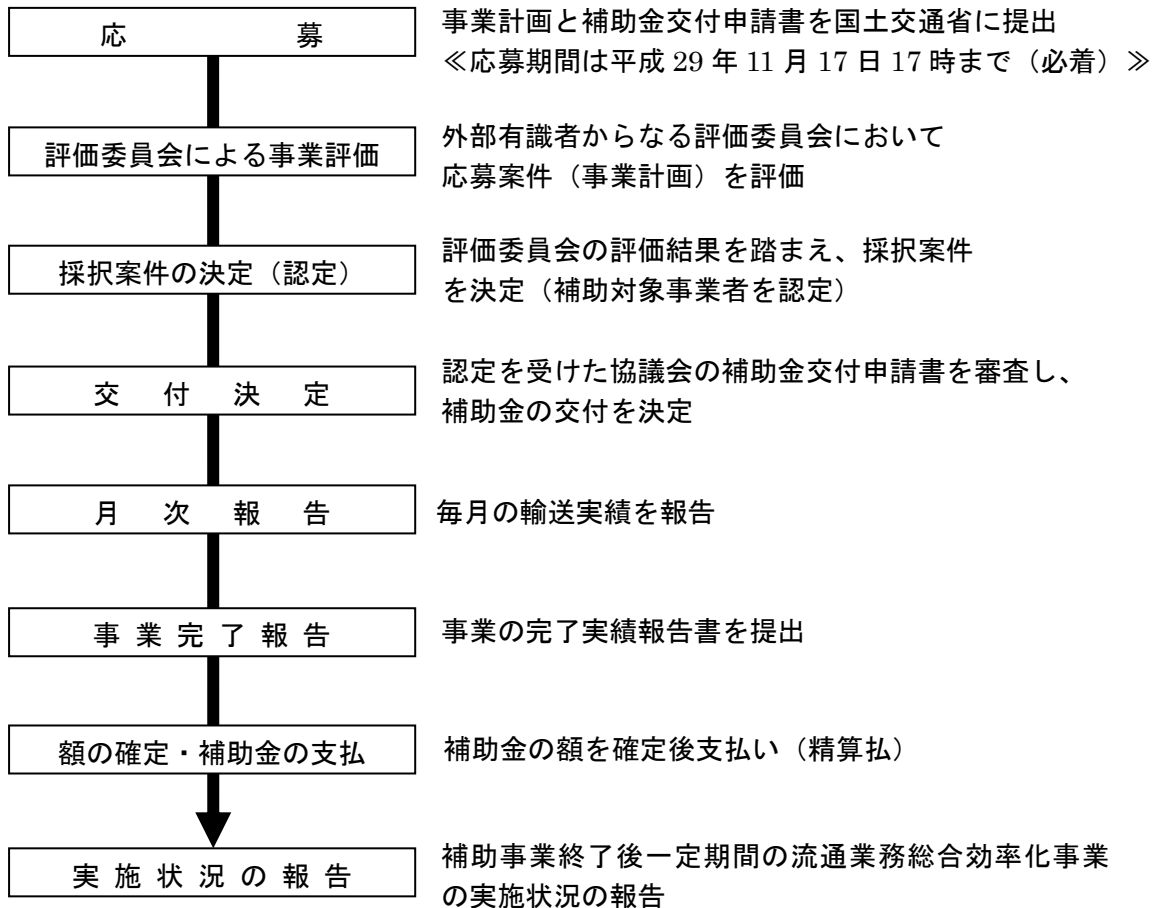 応募
事業計画と補助金交付申請書を国土交通省に提出
≪応募期間は平成 29 年 11 月 17 日 17 時まで（必着）≫
評価委員会による事業評価
外部有識者からなる評価委員会において
応募案件（事業計画）を評価
採択案件の決定（認定）
評価委員会の評価結果を踏まえ、採択案件
を決定（補助対象事業者を認定）
交付決定
認定を受けた協議会の補助金交付申請書を審査し、
補助金の交付を決定
月次報告
毎月の輸送実績を報告
事業完了報告
事業の完了実績報告書を提出
額の確定・補助金の支払
補助金の額を確定後支払い（精算払）
実施状況の報告
補助事業終了後一定期間の流通業務総合効率化事業
の実施状況の報告